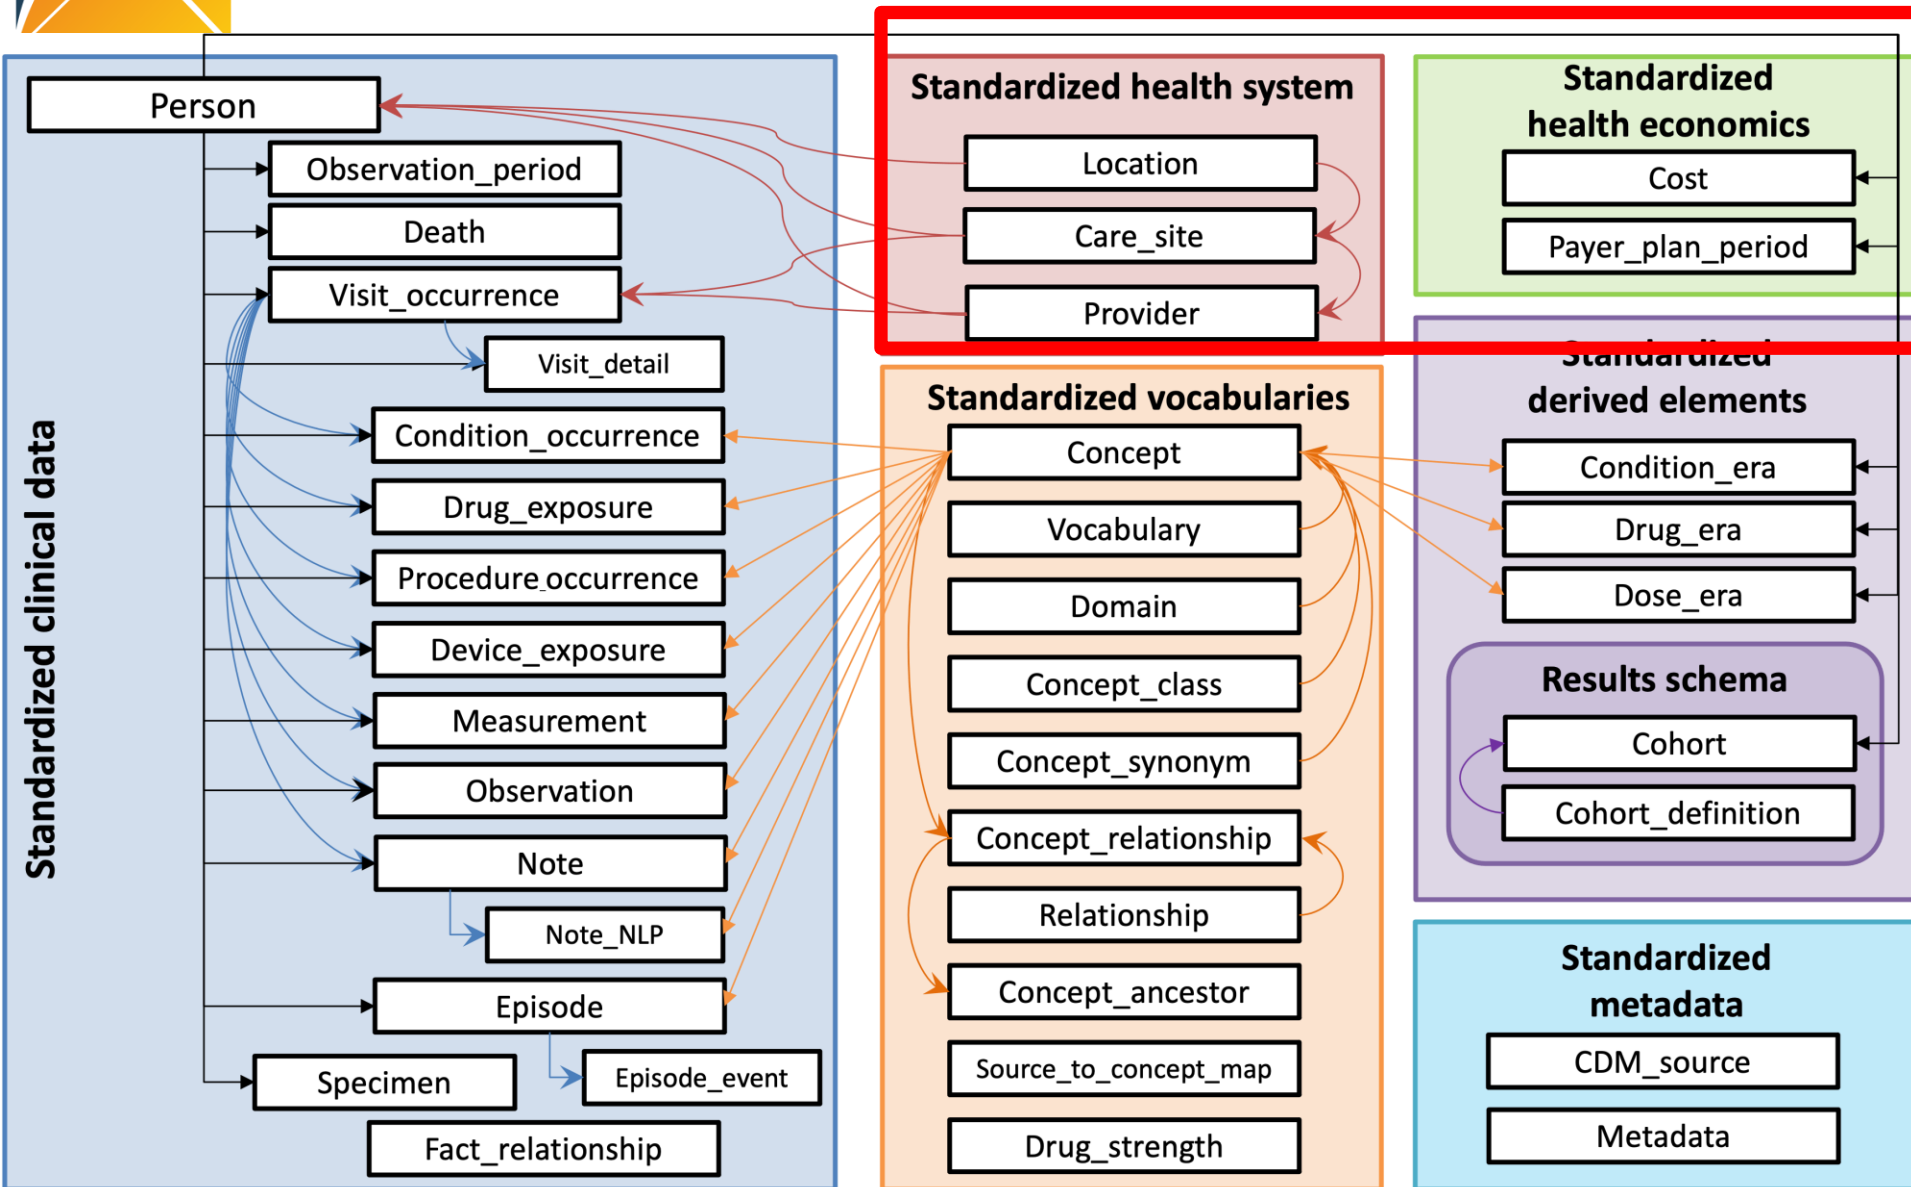 Standardized clinical data
Person
Observation_period
Death
Visit_occurrence
Visit_detail
Condition_occurrence
Drug_exposure
Procedure_occurrence
Device_exposure
Measurement
Observation
Note
Note_NLP
Episode
Specimen
Episode_event
Fact_relationship
Standardized health system
Location
Care_site
Provider
Standardized vocabularies
Concept
Vocabulary
Domain
Concept_class
Concept_synonym
Concept_relationship
Relationship
Concept_ancestor
Source_to_concept_map
Drug_strength
Standardized
health economics
Cost
Payer_plan_period
Standardized
derived elements
Condition_era
Drug_era
Dose_era
Results schema
Cohort
Cohort_definition
Standardized
metadata
CDM_source
Metadata